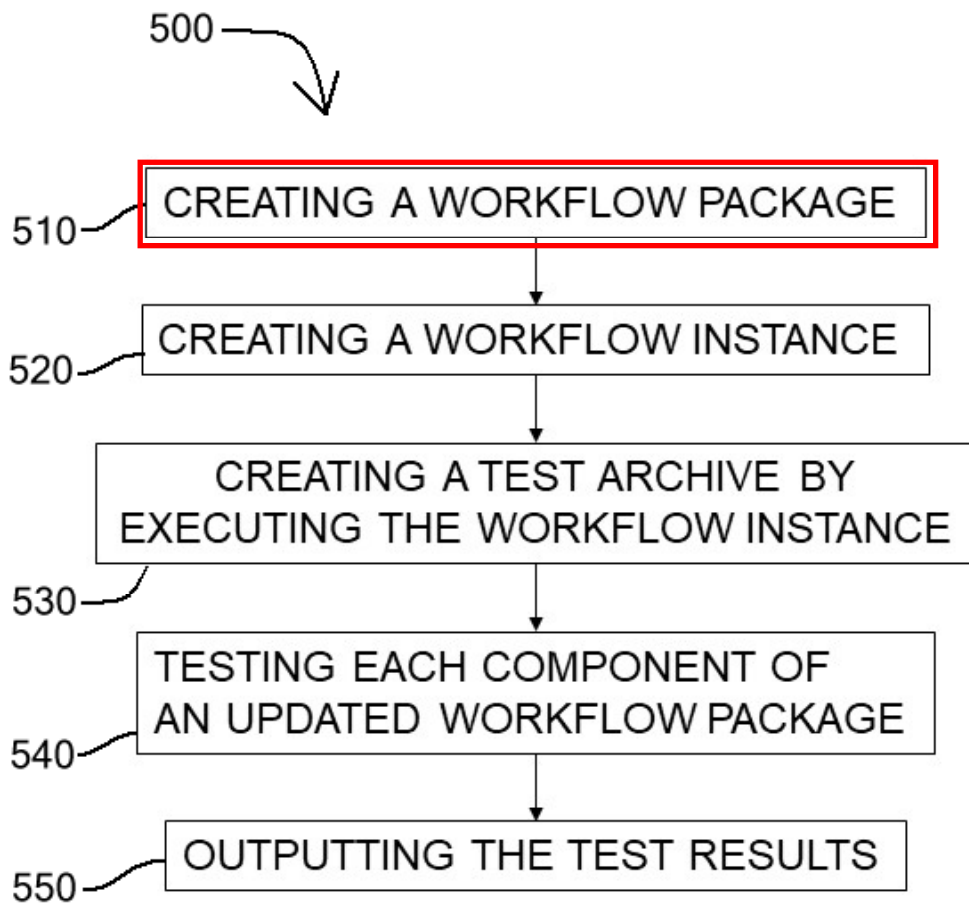 500
510
CREATING A WORKFLOW PACKAGE
520
CREATING A WORKFLOW INSTANCE
530
CREATING A TEST ARCHIVE BY
EXECUTING THE WORKFLOW INSTANCE
540
TESTING EACH COMPONENT OF
AN UPDATED WORKFLOW PACKAGE
550
OUTPUTTING THE TEST RESULTS